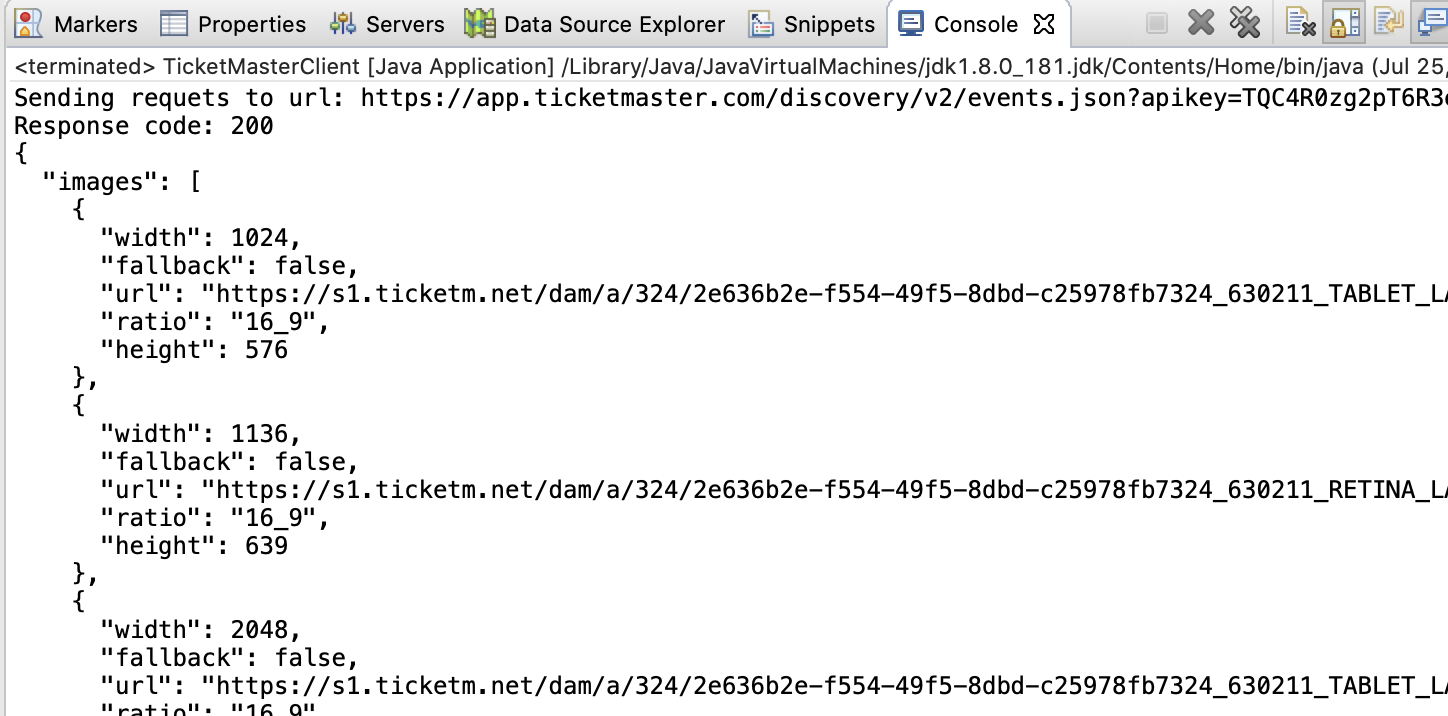 Markers Properties Servers Data Source Explorer Snippets Console
<terminated> TicketMasterClient [Java Application] /Library/Java/JavaVirtualMachines/jdk1.8.0_181.jdk/Contents/Home/bin/java (Jul 25,
Sending requets to url: https://app.ticketmaster.com/discovery/v2/events.json?apikey=TQC4R0zg2pT6R3
Response code: 200
{
"images": [
{
"width": 1024,
"fallback": false,
"url": "https://s1.ticketm.net/dam/a/324/2e636b2e-f554-49f5-8dbd-c25978fb7324_630211_TABLET_LA
"ratio": "16_9",
"height": 576
},
{
"width": 1136,
"fallback": false,
"url": "https://s1.ticketm.net/dam/a/324/2e636b2e-f554-49f5-8dbd-c25978fb7324_630211_RETINA_LA
"ratio": "16_9",
"height": 639
},
{
"width": 2048,
"fallback": false,
"url": "https://s1.ticketm.net/dam/a/324/2e636b2e-f554-49f5-8dbd-c25978fb7324_630211_TABLET_LA
"ratio": "16_9"